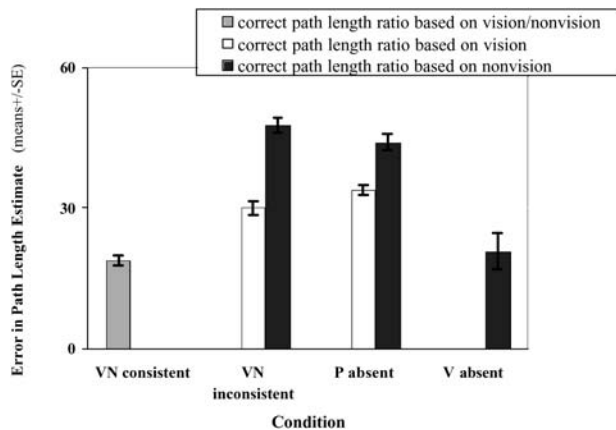 correct path length ratio based on vision/nonvision
correct path length ratio based on vision
correct path length ratio based on nonvision
Error in Path Length Estimate (means+/-SE)
60
30
0
VN consistent
VN
inconsistent
P absent
V absent
Condition